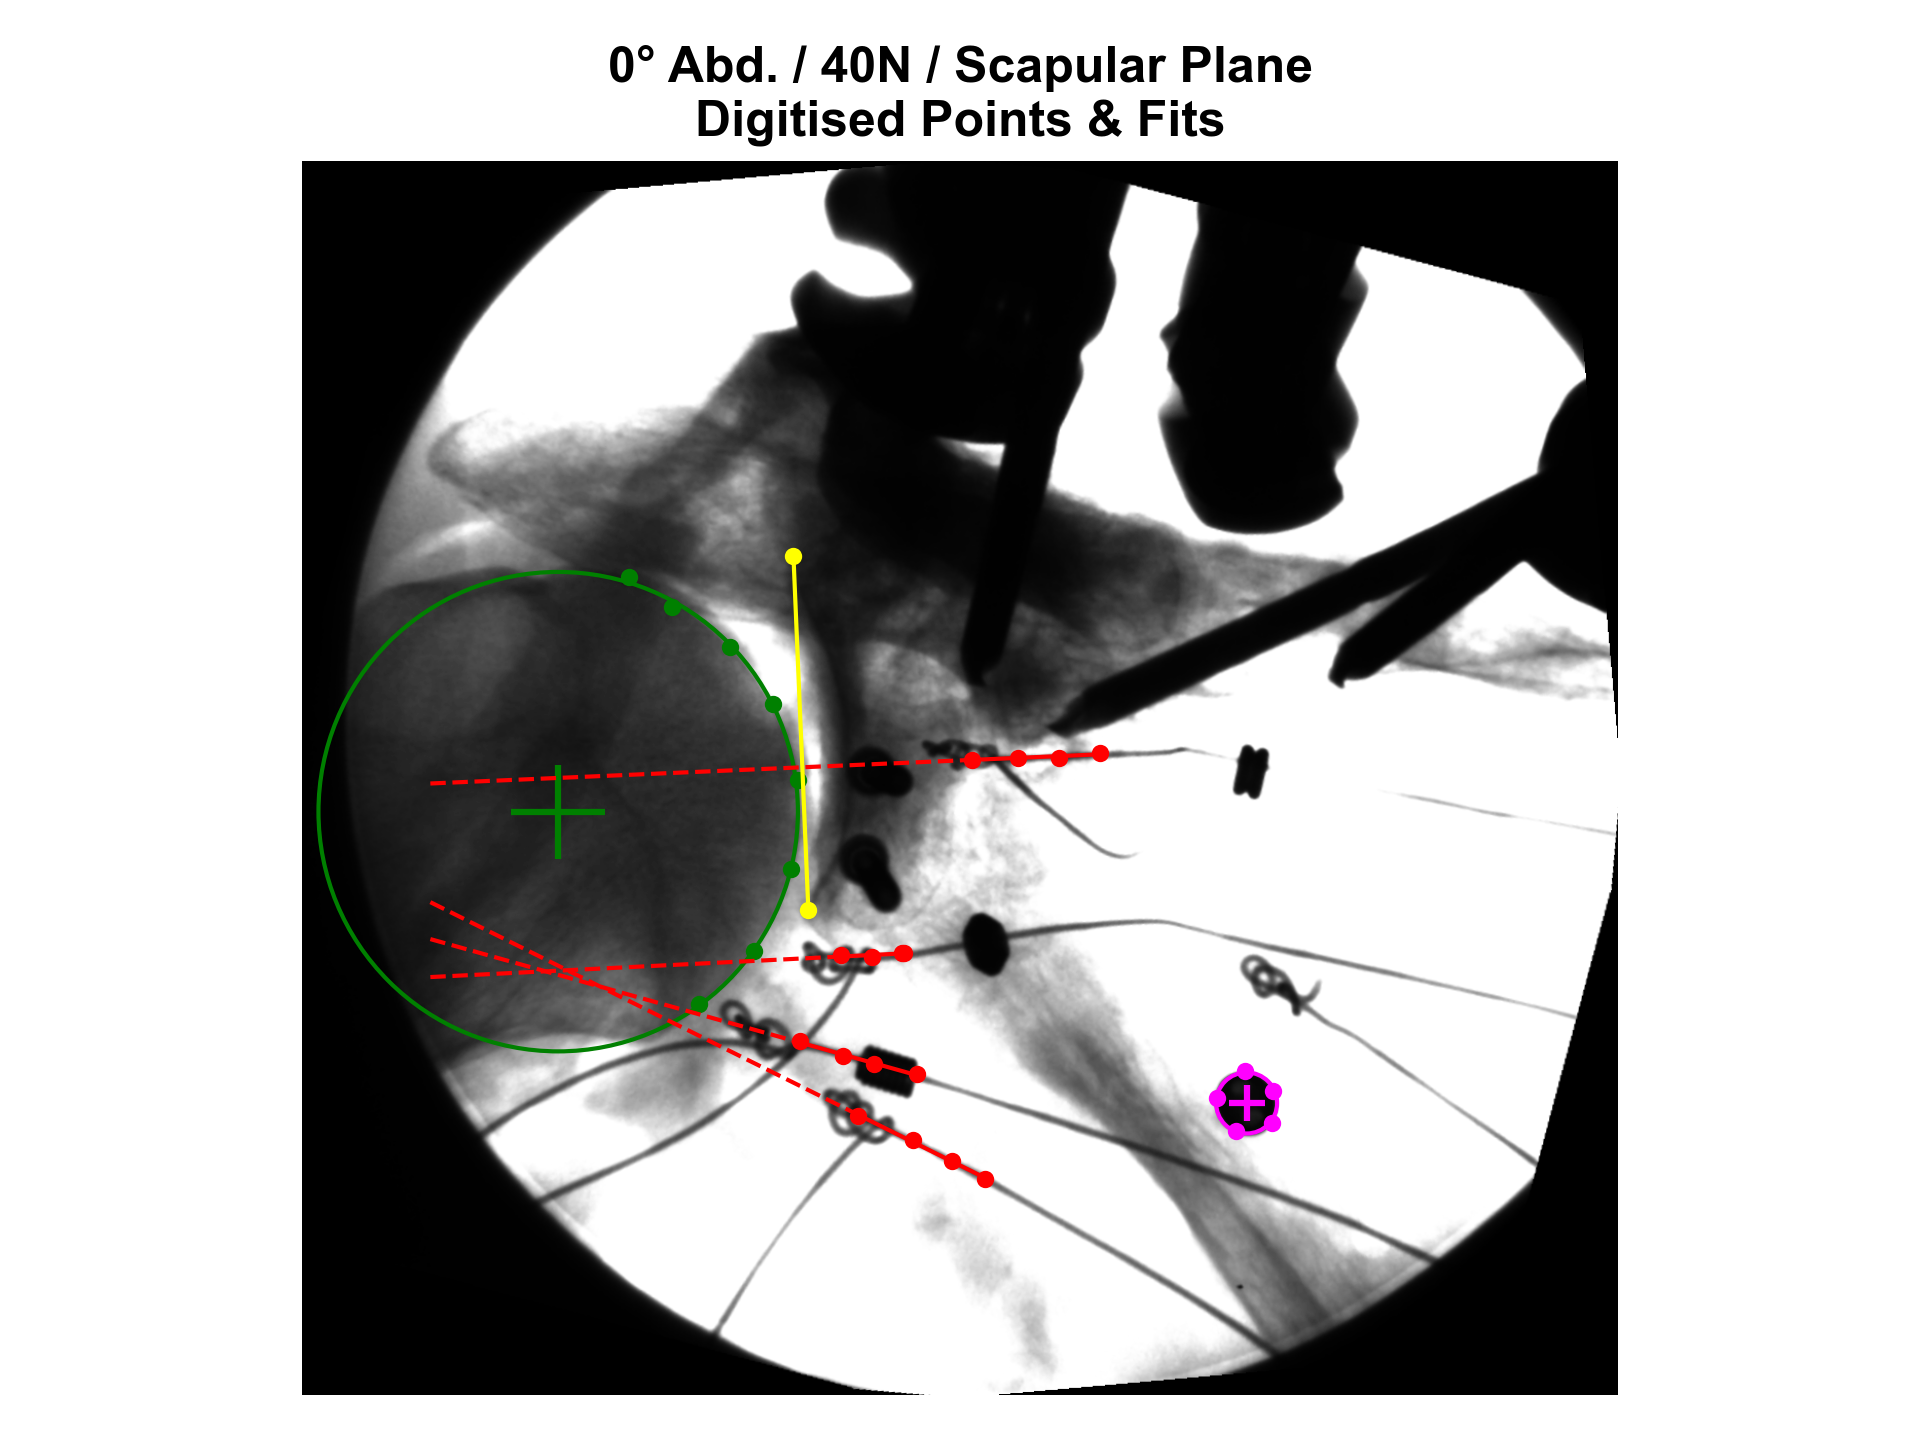 0° Abd. / 40N / Scapular Plane
Digitised Points & Fits